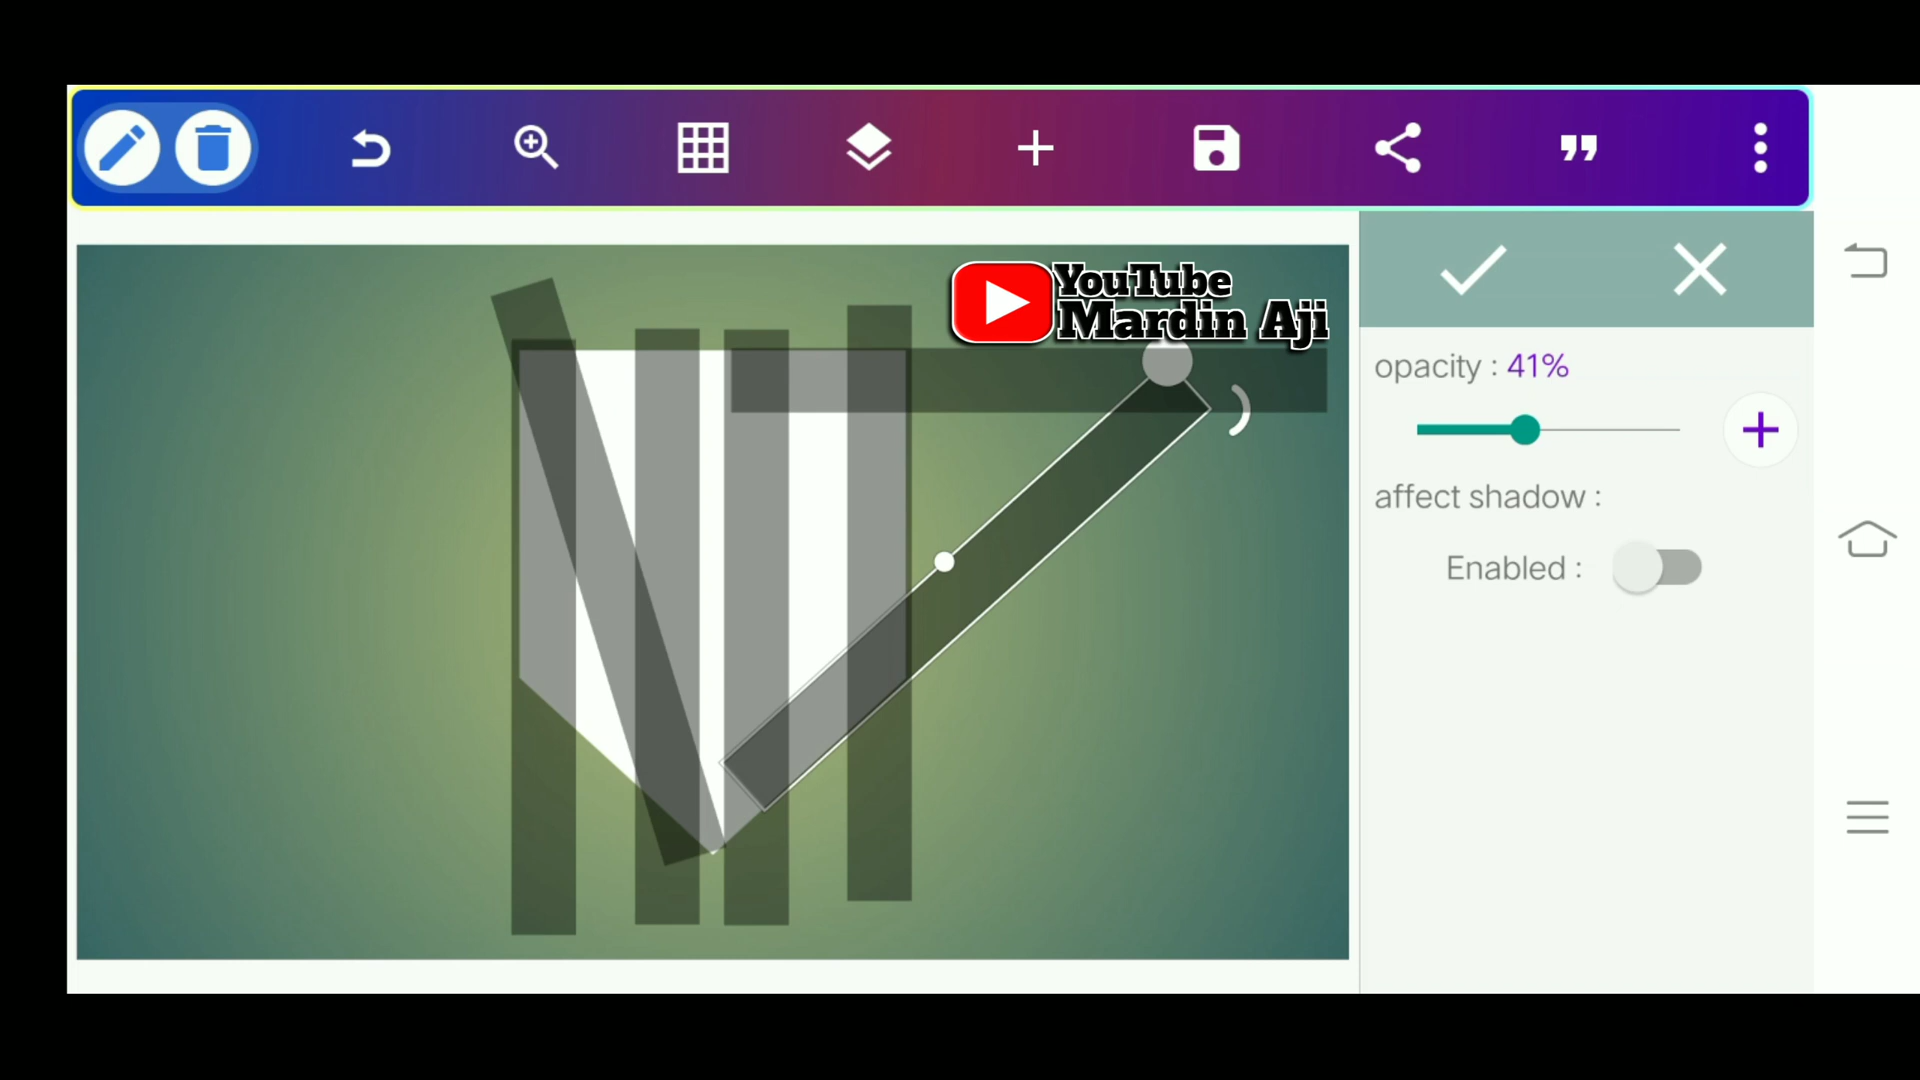 YouTube
Mardin Aji
opacity : 41%
affect shadow :
Enabled :